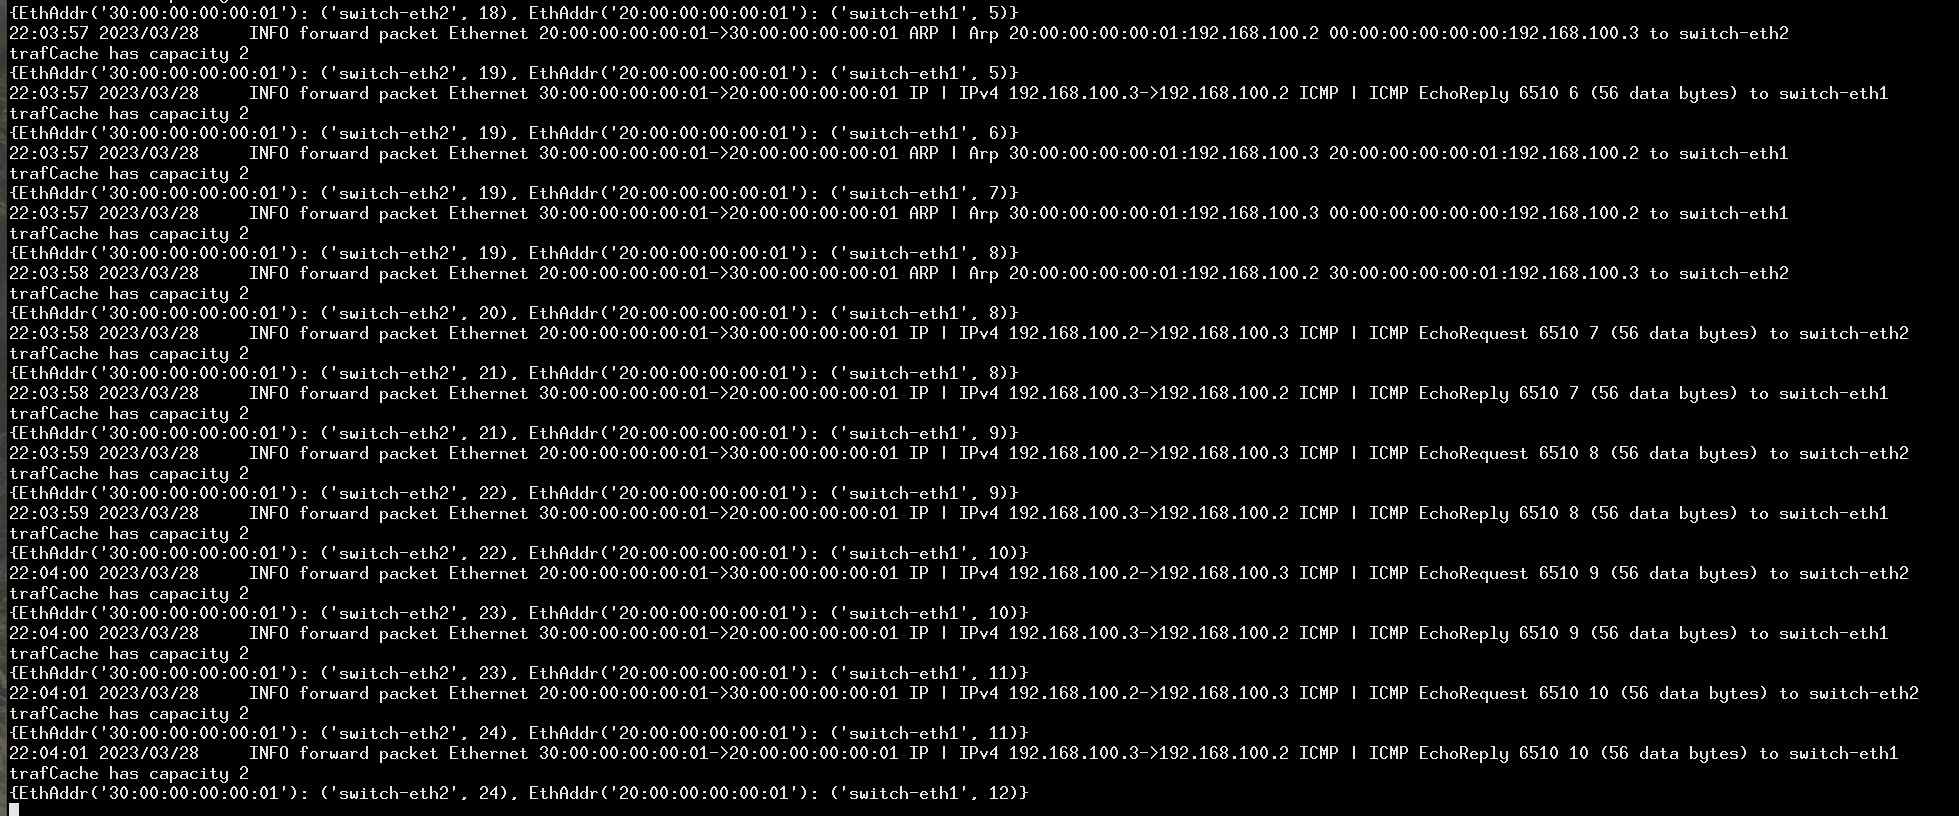 {EthAddr('30:00:00:00:00:01'): ('switch-eth2', 18), EthAddr('20:00:00:00:00:01'): ('switch-eth1', 5)}
22:03:57 2023/03/28     INFO forward packet Ethernet 20:00:00:00:00:01->30:00:00:00:00:01 ARP | Arp 20:00:00:00:00:01:192.168.100.2 00:00:00:00:00:00:192.168.100.3 to switch-eth2
trafCache has capacity 2
{EthAddr('30:00:00:00:00:01'): ('switch-eth2', 19), EthAddr('20:00:00:00:00:01'): ('switch-eth1', 5)}
22:03:57 2023/03/28     INFO forward packet Ethernet 30:00:00:00:00:01->20:00:00:00:00:01 IP | IPv4 192.168.100.3->192.168.100.2 ICMP | ICMP EchoReply 6510 6 (56 data bytes) to switch-eth1
trafCache has capacity 2
{EthAddr('30:00:00:00:00:01'): ('switch-eth2', 19), EthAddr('20:00:00:00:00:01'): ('switch-eth1', 6)}
22:03:57 2023/03/28     INFO forward packet Ethernet 30:00:00:00:00:01->20:00:00:00:00:01 ARP | Arp 30:00:00:00:00:01:192.168.100.3 20:00:00:00:00:01:192.168.100.2 to switch-eth1
trafCache has capacity 2
{EthAddr('30:00:00:00:00:01'): ('switch-eth2', 19), EthAddr('20:00:00:00:00:01'): ('switch-eth1', 7)}
22:03:57 2023/03/28     INFO forward packet Ethernet 30:00:00:00:00:01->20:00:00:00:00:01 ARP | Arp 30:00:00:00:00:01:192.168.100.3 00:00:00:00:00:00:192.168.100.2 to switch-eth1
trafCache has capacity 2
{EthAddr('30:00:00:00:00:01'): ('switch-eth2', 19), EthAddr('20:00:00:00:00:01'): ('switch-eth1', 8)}
22:03:58 2023/03/28     INFO forward packet Ethernet 20:00:00:00:00:01->30:00:00:00:00:01 ARP | Arp 20:00:00:00:00:01:192.168.100.2 30:00:00:00:00:01:192.168.100.3 to switch-eth2
trafCache has capacity 2
{EthAddr('30:00:00:00:00:01'): ('switch-eth2', 20), EthAddr('20:00:00:00:00:01'): ('switch-eth1', 8)}
22:03:58 2023/03/28     INFO forward packet Ethernet 20:00:00:00:00:01->30:00:00:00:00:01 IP | IPv4 192.168.100.2->192.168.100.3 ICMP | ICMP EchoRequest 6510 7 (56 data bytes) to switch-eth2
trafCache has capacity 2
{EthAddr('30:00:00:00:00:01'): ('switch-eth2', 21), EthAddr('20:00:00:00:00:01'): ('switch-eth1', 8)}
22:03:58 2023/03/28     INFO forward packet Ethernet 30:00:00:00:00:01->20:00:00:00:00:01 IP | IPv4 192.168.100.3->192.168.100.2 ICMP | ICMP EchoReply 6510 7 (56 data bytes) to switch-eth1
trafCache has capacity 2
{EthAddr('30:00:00:00:00:01'): ('switch-eth2', 21), EthAddr('20:00:00:00:00:01'): ('switch-eth1', 9)}
22:03:59 2023/03/28     INFO forward packet Ethernet 20:00:00:00:00:01->30:00:00:00:00:01 IP | IPv4 192.168.100.2->192.168.100.3 ICMP | ICMP EchoRequest 6510 8 (56 data bytes) to switch-eth2
trafCache has capacity 2
{EthAddr('30:00:00:00:00:01'): ('switch-eth2', 22), EthAddr('20:00:00:00:00:01'): ('switch-eth1', 9)}
22:03:59 2023/03/28     INFO forward packet Ethernet 30:00:00:00:00:01->20:00:00:00:00:01 IP | IPv4 192.168.100.3->192.168.100.2 ICMP | ICMP EchoReply 6510 8 (56 data bytes) to switch-eth1
trafCache has capacity 2
{EthAddr('30:00:00:00:00:01'): ('switch-eth2', 22), EthAddr('20:00:00:00:00:01'): ('switch-eth1', 10)}
22:04:00 2023/03/28     INFO forward packet Ethernet 20:00:00:00:00:01->30:00:00:00:00:01 IP | IPv4 192.168.100.2->192.168.100.3 ICMP | ICMP EchoRequest 6510 9 (56 data bytes) to switch-eth2
trafCache has capacity 2
{EthAddr('30:00:00:00:00:01'): ('switch-eth2', 23), EthAddr('20:00:00:00:00:01'): ('switch-eth1', 10)}
22:04:00 2023/03/28     INFO forward packet Ethernet 30:00:00:00:00:01->20:00:00:00:00:01 IP | IPv4 192.168.100.3->192.168.100.2 ICMP | ICMP EchoReply 6510 9 (56 data bytes) to switch-eth1
trafCache has capacity 2
{EthAddr('30:00:00:00:00:01'): ('switch-eth2', 23), EthAddr('20:00:00:00:00:01'): ('switch-eth1', 11)}
22:04:01 2023/03/28     INFO forward packet Ethernet 20:00:00:00:00:01->30:00:00:00:00:01 IP | IPv4 192.168.100.2->192.168.100.3 ICMP | ICMP EchoRequest 6510 10 (56 data bytes) to switch-eth2
trafCache has capacity 2
{EthAddr('30:00:00:00:00:01'): ('switch-eth2', 24), EthAddr('20:00:00:00:00:01'): ('switch-eth1', 11)}
22:04:01 2023/03/28     INFO forward packet Ethernet 30:00:00:00:00:01->20:00:00:00:00:01 IP | IPv4 192.168.100.3->192.168.100.2 ICMP | ICMP EchoReply 6510 10 (56 data bytes) to switch-eth1
trafCache has capacity 2
{EthAddr('30:00:00:00:00:01'): ('switch-eth2', 24), EthAddr('20:00:00:00:00:01'): ('switch-eth1', 12)}